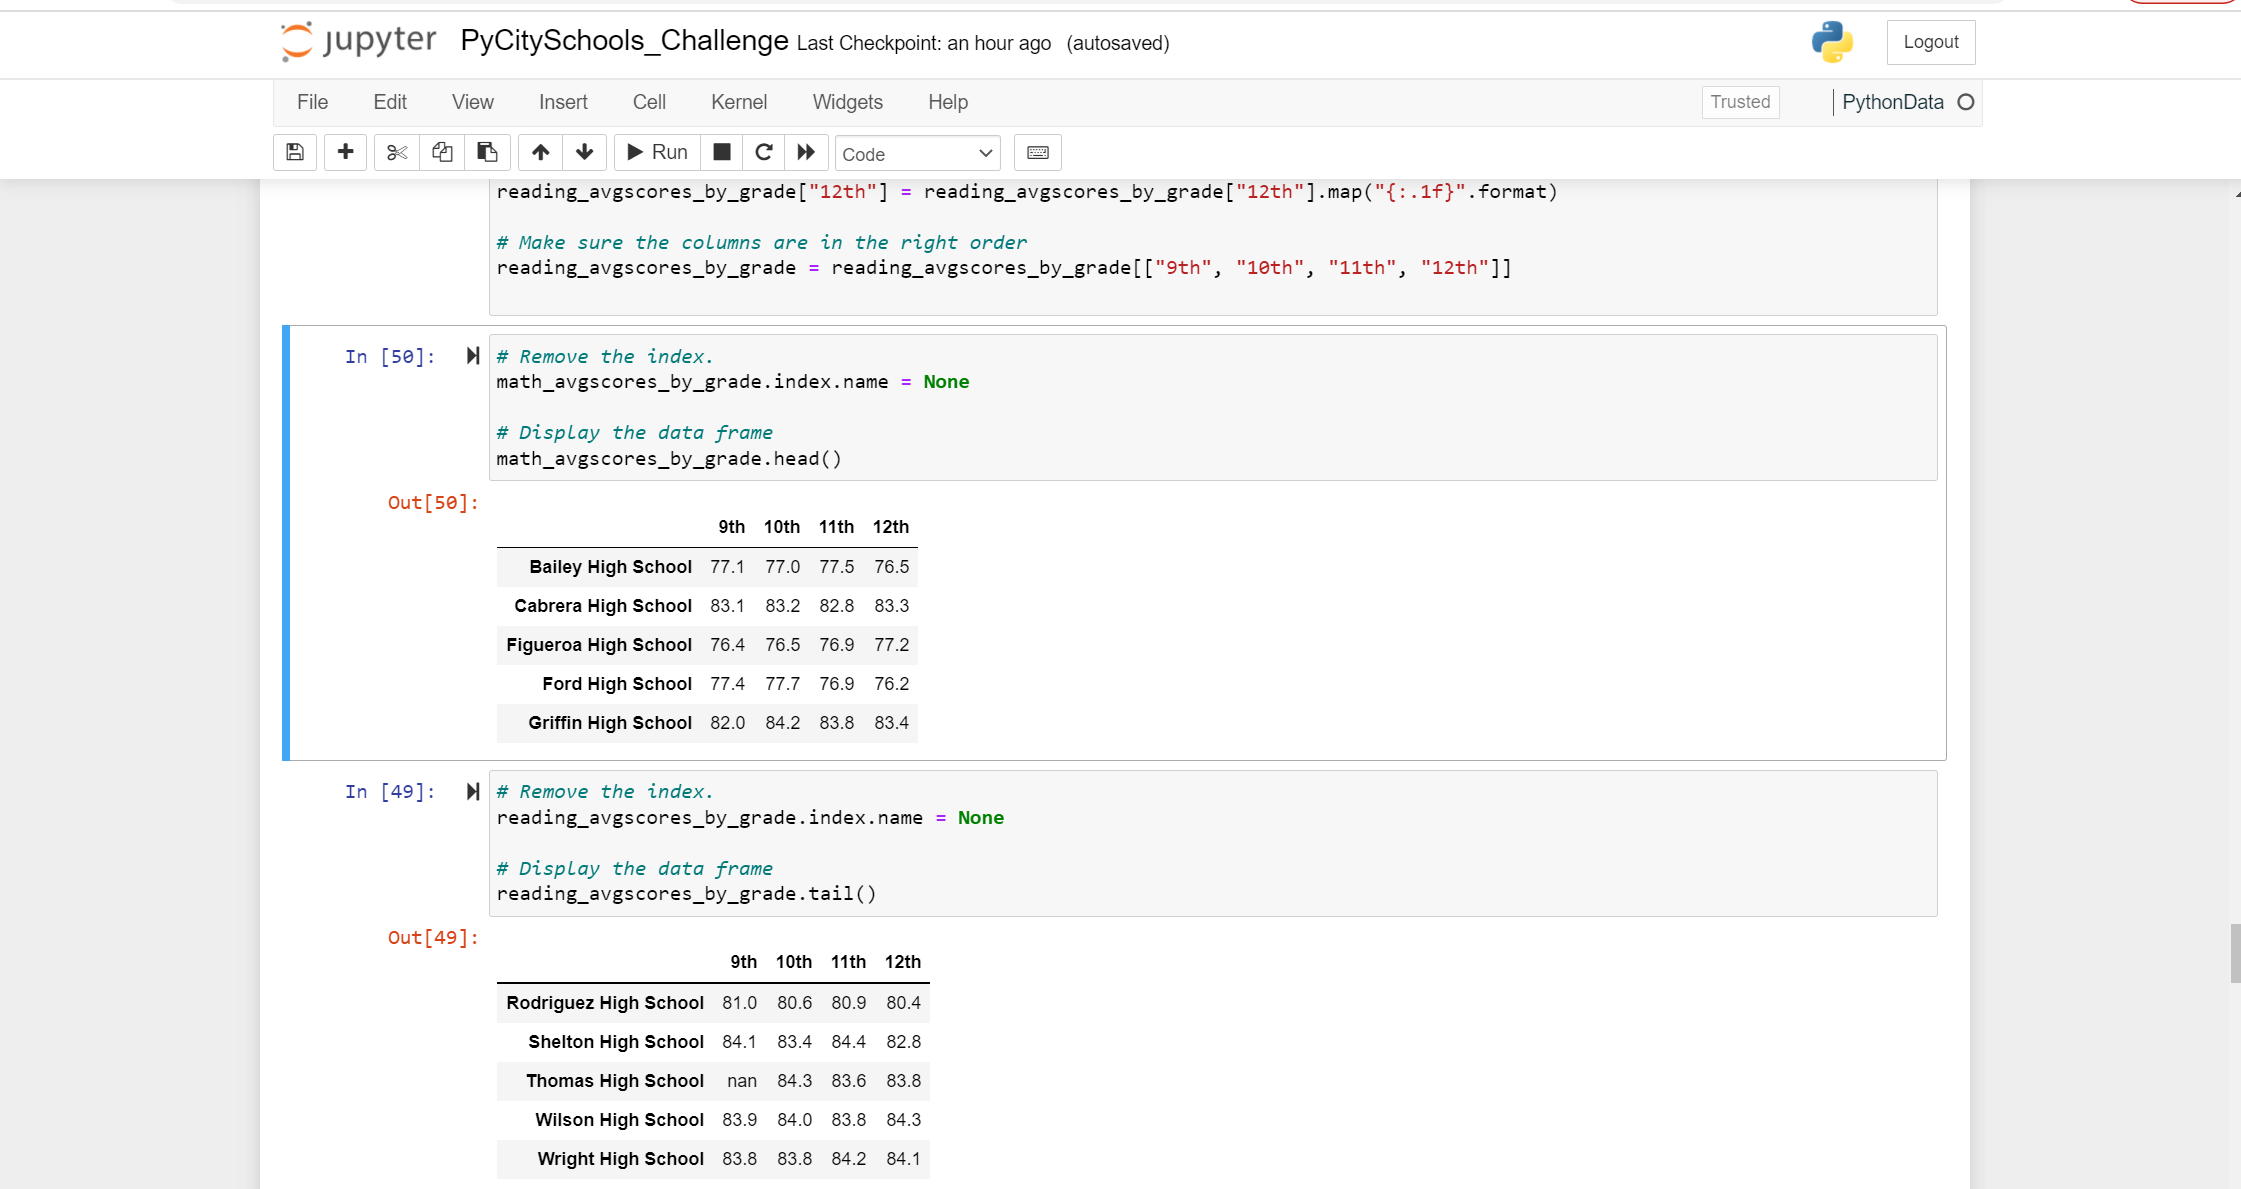 jupyter PyCitySchools_Challenge Last Checkpoint: an hour ago (autosaved) Logout
File Edit View Insert Cell Kernel Widgets Help Trusted PythonData
Run Code
reading_avgscores_by_grade["12th"] = reading_avgscores_by_grade["12th"].map("{:.1f}".format)
# Make sure the columns are in the right order
reading_avgscores_by_grade = reading_avgscores_by_grade[["9th", "10th", "11th", "12th"]]
In [50]: # Remove the index.
math_avgscores_by_grade.index.name = None
# Display the data frame
math_avgscores_by_grade.head()
Out[50]:
9th 10th 11th 12th
Bailey High School 77.1 77.0 77.5 76.5
Cabrera High School 83.1 83.2 82.8 83.3
Figueroa High School 76.4 76.5 76.9 77.2
Ford High School 77.4 77.7 76.9 76.2
Griffin High School 82.0 84.2 83.8 83.4
In [49]: # Remove the index.
reading_avgscores_by_grade.index.name = None
# Display the data frame
reading_avgscores_by_grade.tail()
Out[49]:
9th 10th 11th 12th
Rodriguez High School 81.0 80.6 80.9 80.4
Shelton High School 84.1 83.4 84.4 82.8
Thomas High School nan 84.3 83.6 83.8
Wilson High School 83.9 84.0 83.8 84.3
Wright High School 83.8 83.8 84.2 84.1